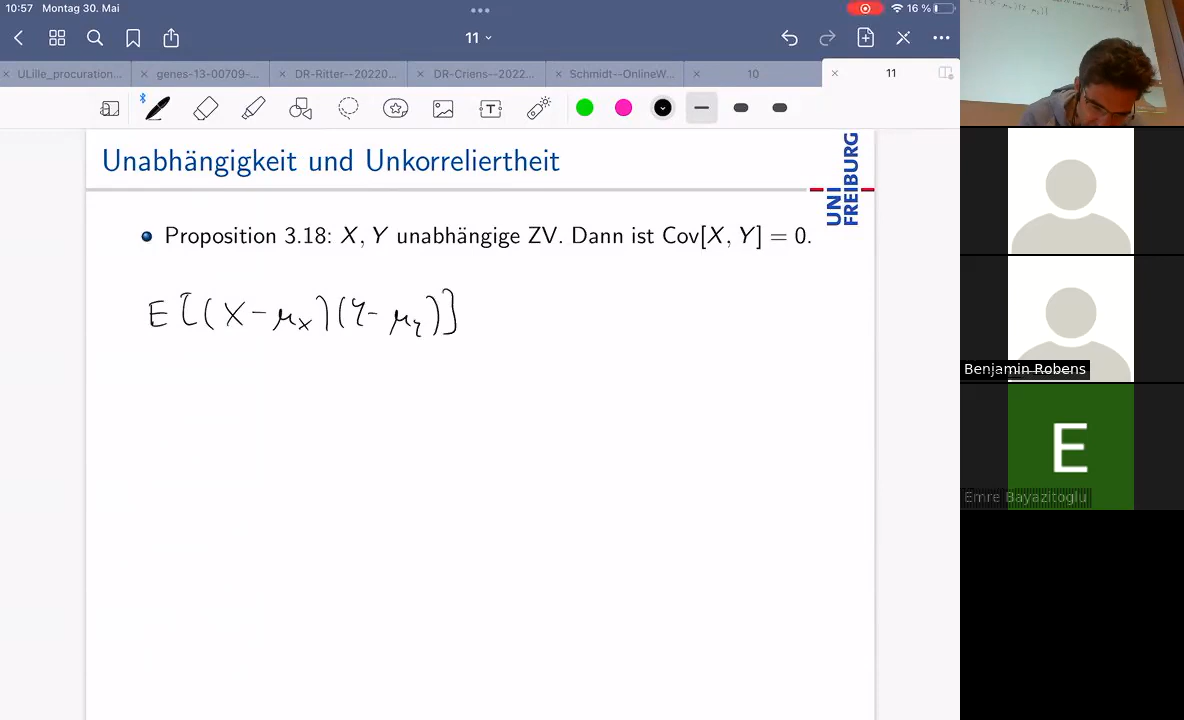 10:57 Montag 30. Mai
16 %
11
ULille_procuration...
genes-13-00709-...
DR-Ritter--20220...
DR-Criens--2022...
Schmidt--OnlineW...
10
11
Unabhängigkeit und Unkorreliertheit
UNI
FREIBURG
Proposition 3.18: X, Y unabhängige ZV. Dann ist Cov[X, Y] = 0.
E[(X-μ_X)(Y-μ_Y)]
Benjamin Robens
E
Emre Bayazitoglu